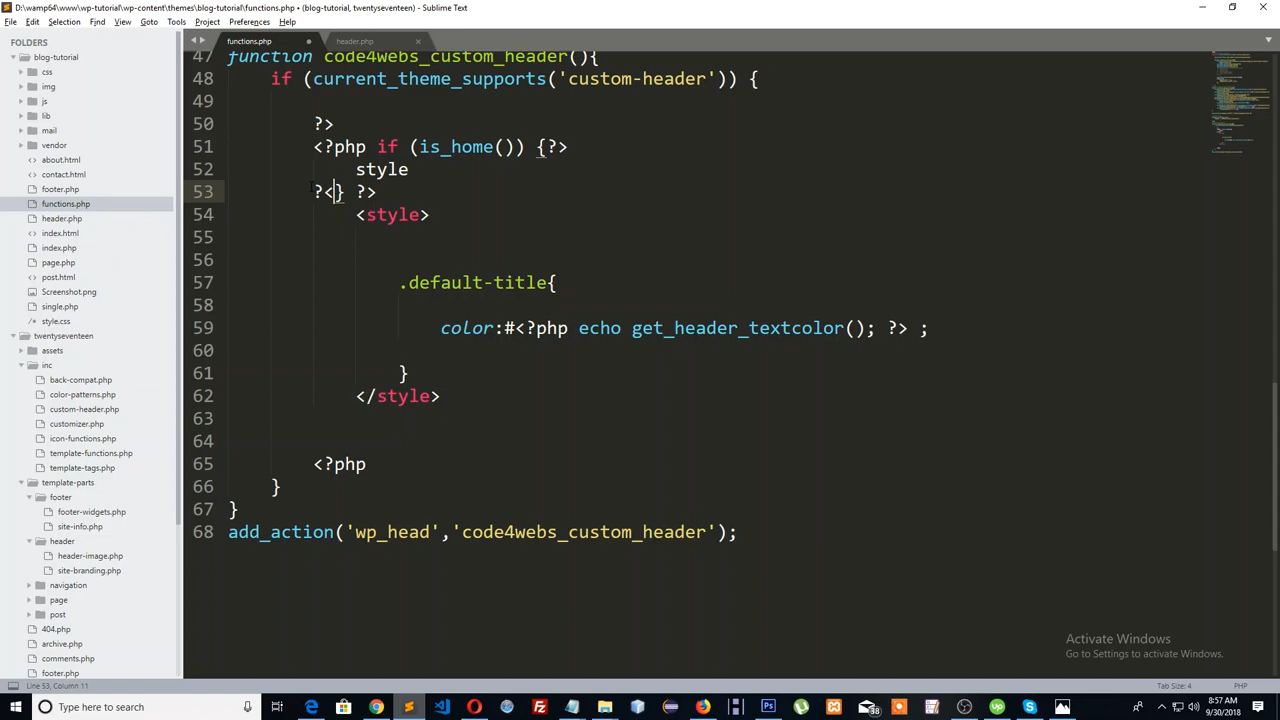 D:\wamp64\www\wp-tutorial\wp-content\themes\blog-tutorial\functions.php • (blog-tutorial, twentyseventeen) - Sublime Text
File Edit Selection Find View Goto Tools Project Preferences Help
FOLDERS
blog-tutorial
css
img
js
lib
mail
vendor
about.html
contact.html
footer.php
functions.php
header.php
index.html
index.php
page.php
post.html
Screenshot.png
single.php
style.css
twentyseventeen
assets
inc
back-compat.php
color-patterns.php
custom-header.php
customizer.php
icon-functions.php
template-functions.php
template-tags.php
template-parts
footer
footer-widgets.php
site-info.php
header
header-image.php
site-branding.php
navigation
page
post
404.php
archive.php
comments.php
footer.php
functions.php
header.php
47 function code4webs_custom_header(){
48 if (current_theme_supports('custom-header')) {
49
50 ?>
51 <?php if (is_home()) {?>
52 style
53 ?<} ?>
54 <style>
55
56
57 .default-title{
58
59 color:#<?php echo get_header_textcolor(); ?> ;
60
61 }
62 </style>
63
64
65 <?php
66 }
67 }
68 add_action('wp_head','code4webs_custom_header');
Activate Windows
Go to Settings to activate Windows.
Line 53, Column 11
Tab Size: 4
PHP
Type here to search
88
8:57 AM
9/30/2018